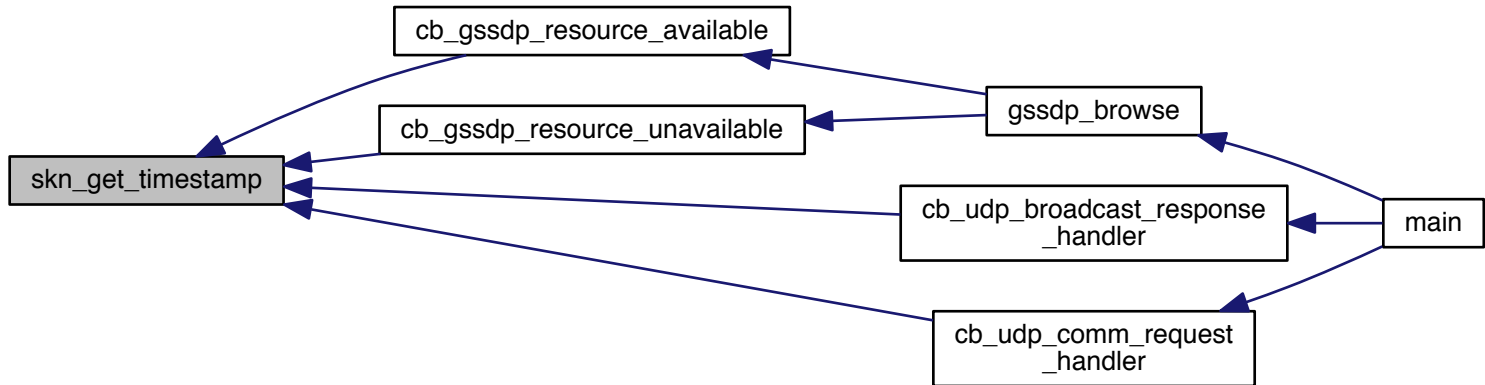 cb_gssdp_resource_available
gssdp_browse
cb_gssdp_resource_unavailable
skn_get_timestamp
cb_udp_broadcast_response
_handler
main
cb_udp_comm_request
_handler